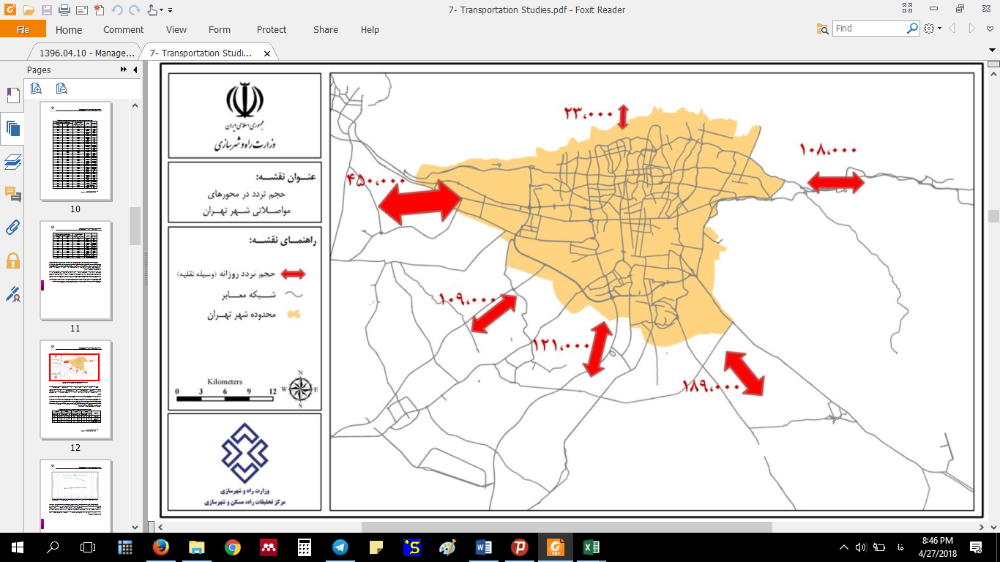 7- Transportation Studies.pdf - Foxit Reader
File
Home
Comment
View
Form
Protect
Share
Help
Find
1396.04.10 - Manage...
7- Transportation Studi...
Pages
10
11
12
جمهوری اسلامی ایران
وزارت راه و شهرسازی
عنوان نقشه:
حجم تردد در محورهای
مواصلاتی شهر تهران
راهنمای نقشه:
حجم تردد روزانه (وسیله نقلیه)
شبکه معابر
محدوده شهر تهران
Kilometers
0 3 6 9 12
N
W E
S
وزارت راه و شهرسازی
مرکز تحقیقات راه، مسکن و شهرسازی
۲۳،۰۰۰
۱۰۸،۰۰۰
۴۵۰،۰۰۰
۱۰۹،۰۰۰
۱۲۱،۰۰۰
۱۸۹،۰۰۰
فا
8:46 PM
4/27/2018